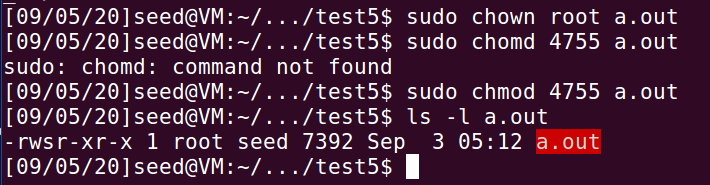 [09/05/20]seed@VM:~/.../test5$ sudo chown root a.out
[09/05/20]seed@VM:~/.../test5$ sudo chomd 4755 a.out
sudo: chomd: command not found
[09/05/20]seed@VM:~/.../test5$ sudo chmod 4755 a.out
[09/05/20]seed@VM:~/.../test5$ ls -l a.out
-rwsr-xr-x 1 root seed 7392 Sep  3 05:12 a.out
[09/05/20]seed@VM:~/.../test5$